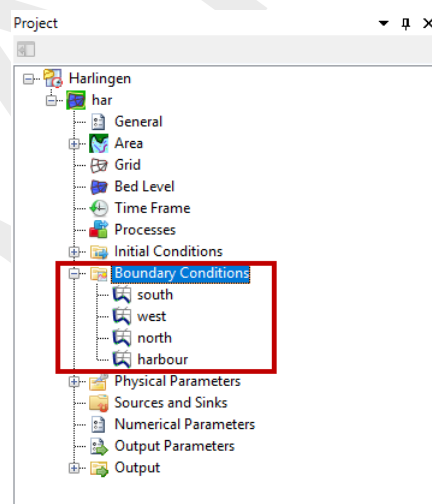 Project
Harlingen
har
General
Area
Grid
Bed Level
Time Frame
Processes
Initial Conditions
Boundary Conditions
south
west
north
harbour
Physical Parameters
Sources and Sinks
Numerical Parameters
Output Parameters
Output